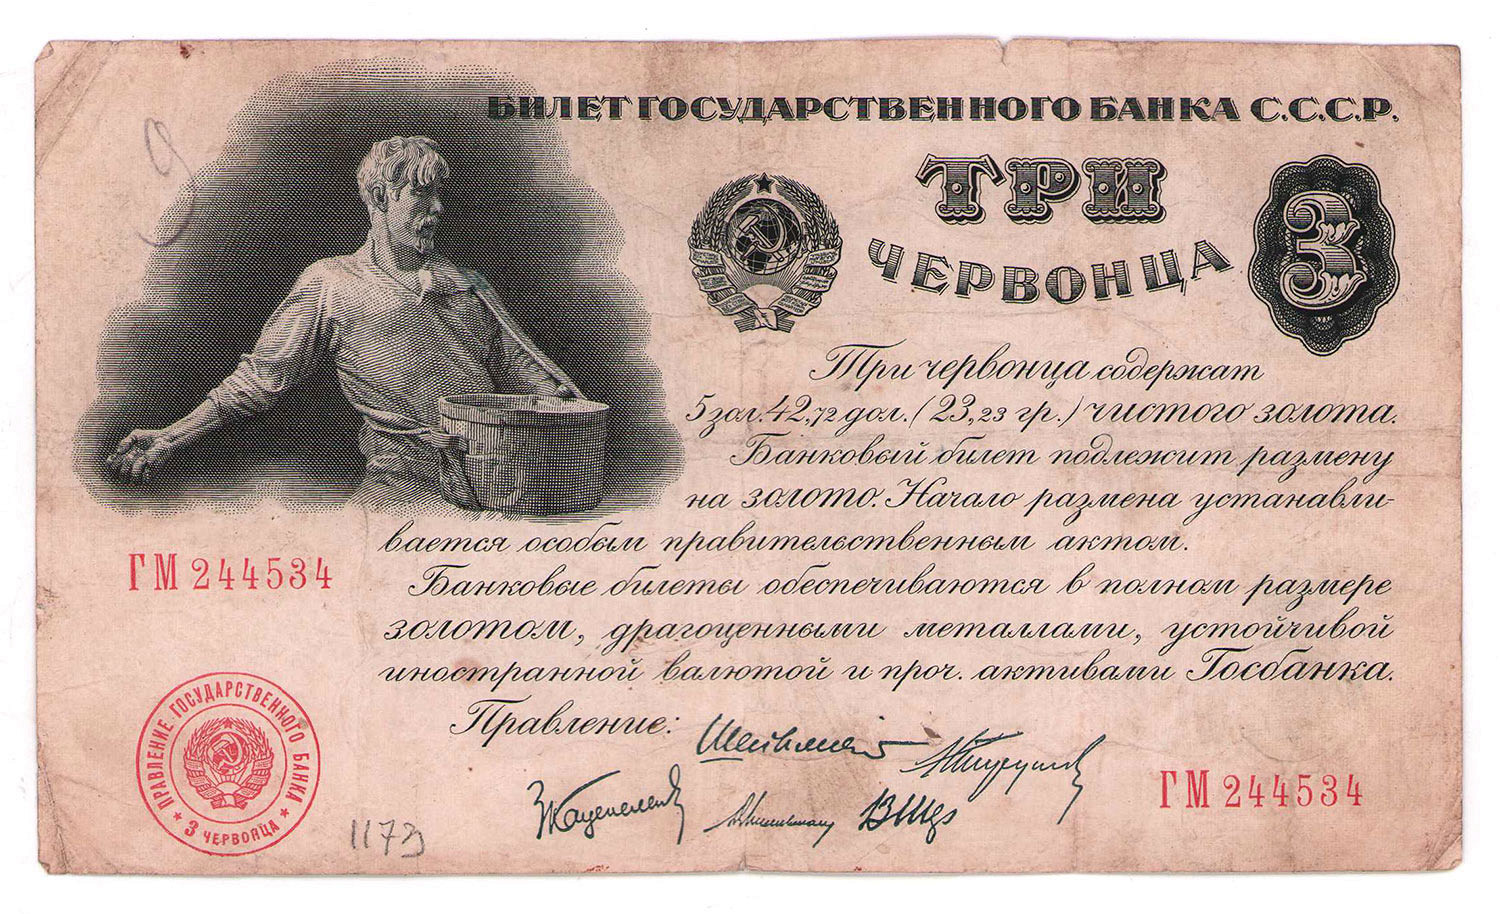 БИЛЕТ ГОСУДАРСТВЕННОГО БАНКА С.С.С.Р.
ТРИ
ЧЕРВОНЦА
3
Три червонца содержат
5 зол. 42,72 дол. (23,23 гр.) чистого золота.
Банковый билет подлежит размену
на золото. Начало размена устанавли-
вается особым правительственным актом.
Банковые билеты обеспечиваются в полном размере
золотом, драгоценными металлами, устойчивой
иностранной валютой и проч. активами Госбанка.
Правление:
ГМ 244534
ГМ 244534
ПРАВЛЕНИЕ ГОСУДАРСТВЕННОГО БАНКА
★ 3 ЧЕРВОНЦА ★
9
1173